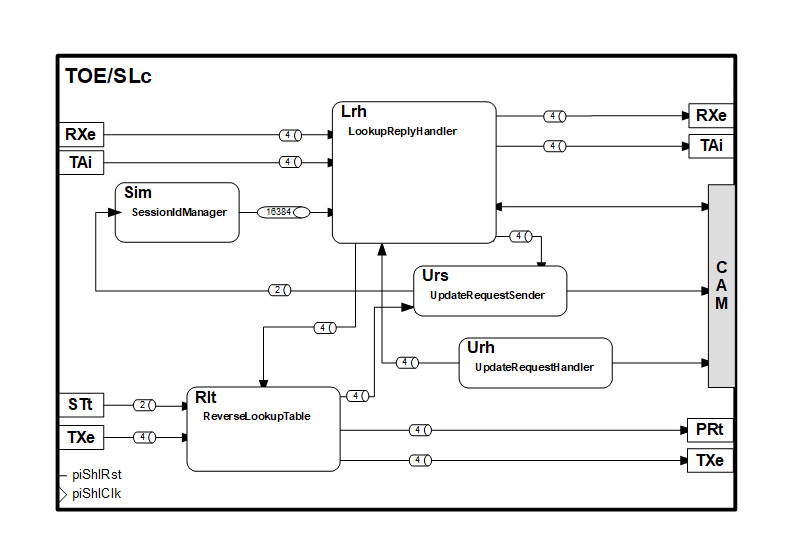 TOE/SLc
Lrh
LookupReplyHandler
RXe
4
4
RXe
TAi
4
4
TAi
Sim
SessionIdManager
16384
4
C
A
M
Urs
UpdateRequestSender
2
4
Urh
UpdateRequestHandler
4
Rlt
ReverseLookupTable
4
STt
2
TXe
4
4
PRt
4
TXe
piShlRst
piShlClk